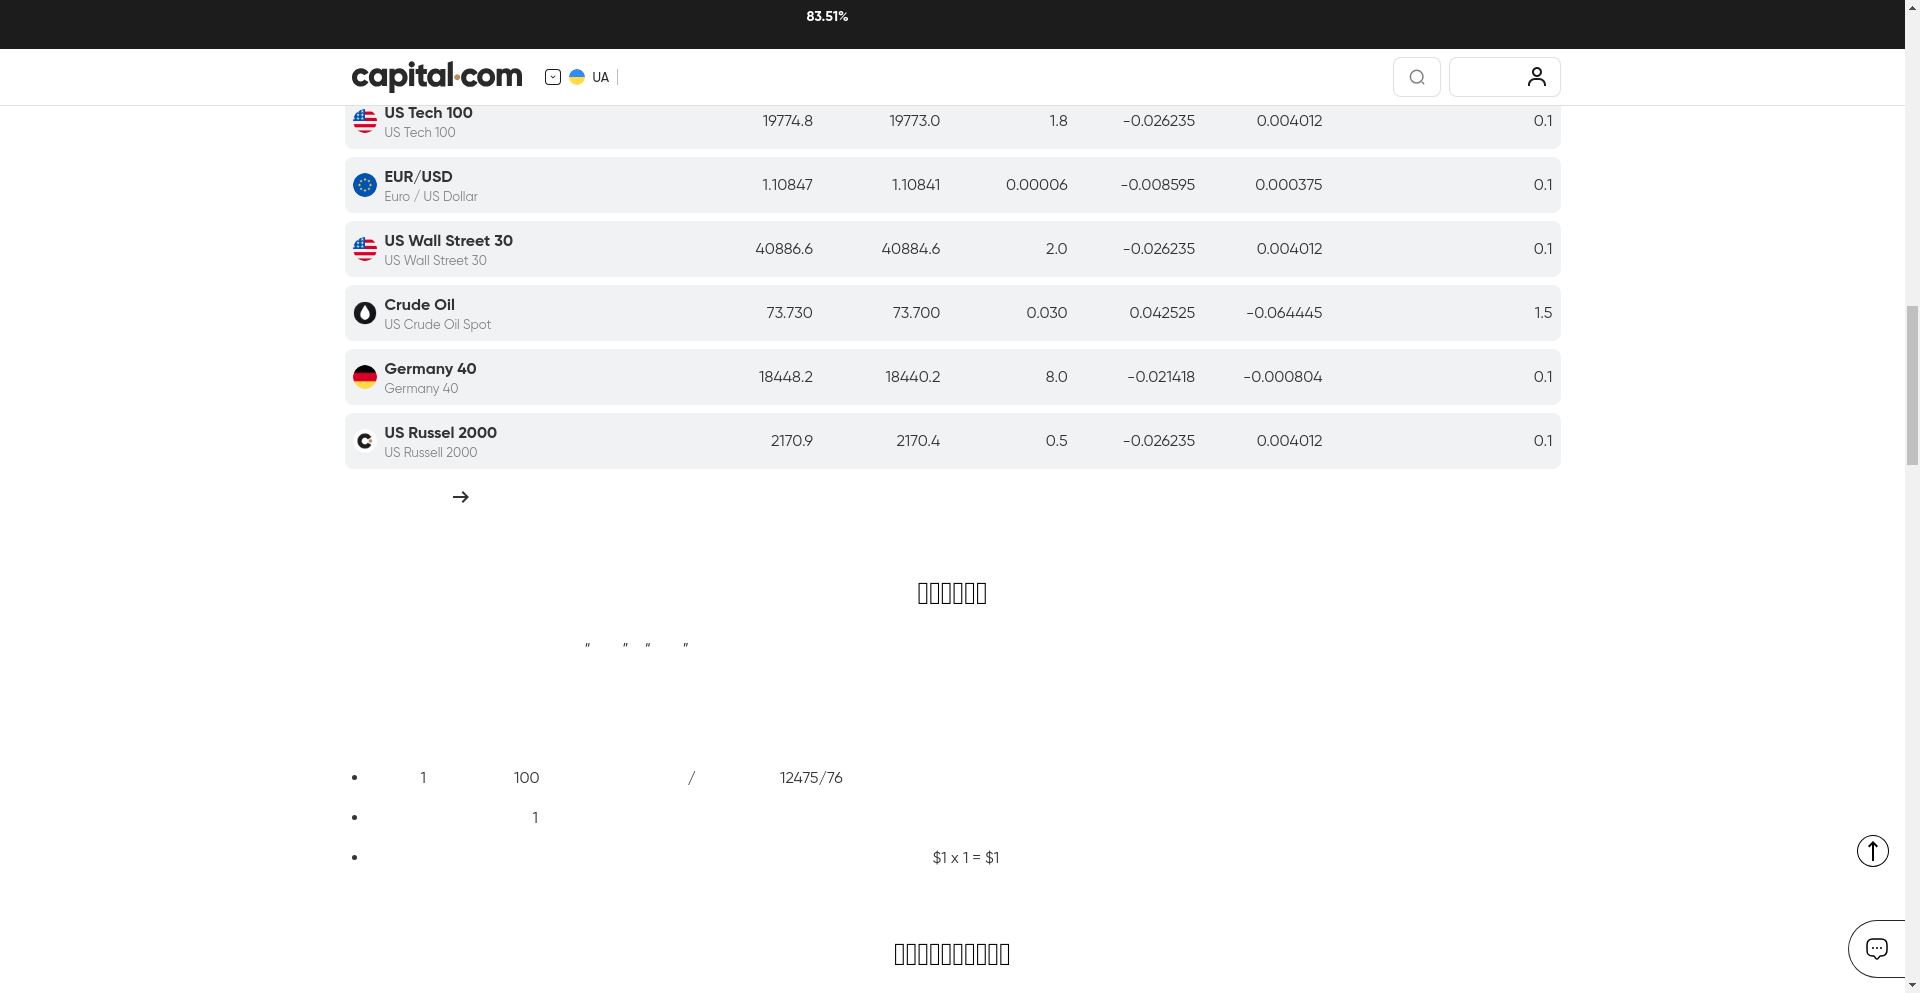 83.51%
capital.com
UA
US Tech 100
US Tech 100
19774.8 19773.0 1.8 -0.026235 0.004012 0.1
EUR/USD
Euro / US Dollar
1.10847 1.10841 0.00006 -0.008595 0.000375 0.1
US Wall Street 30
US Wall Street 30
40886.6 40884.6 2.0 -0.026235 0.004012 0.1
Crude Oil
US Crude Oil Spot
73.730 73.700 0.030 0.042525 -0.064445 1.5
Germany 40
Germany 40
18448.2 18440.2 8.0 -0.021418 -0.000804 0.1
US Russel 2000
US Russell 2000
2170.9 2170.4 0.5 -0.026235 0.004012 0.1
“ ” “ ”
• 1 100 / 12475/76
• 1
• $1 x 1 = $1